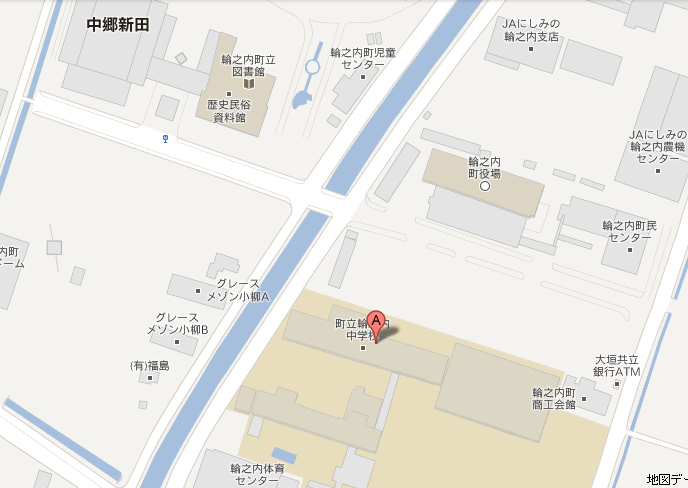 中郷新田
輪之内町立
図書館
歴史民俗
資料館
輪之内町児童
センター
JAにしみの
輪之内支店
JAにしみの
輪之内農機
センター
輪之内
町役場
輪之内町民
センター
内町
ドーム
グレース
メゾン小柳A
グレース
メゾン小柳B
(有)福島
A
町立輪 内
中学校
大垣共立
銀行ATM
輪之内町
商工会館
輪之内体育
センター
地図デー